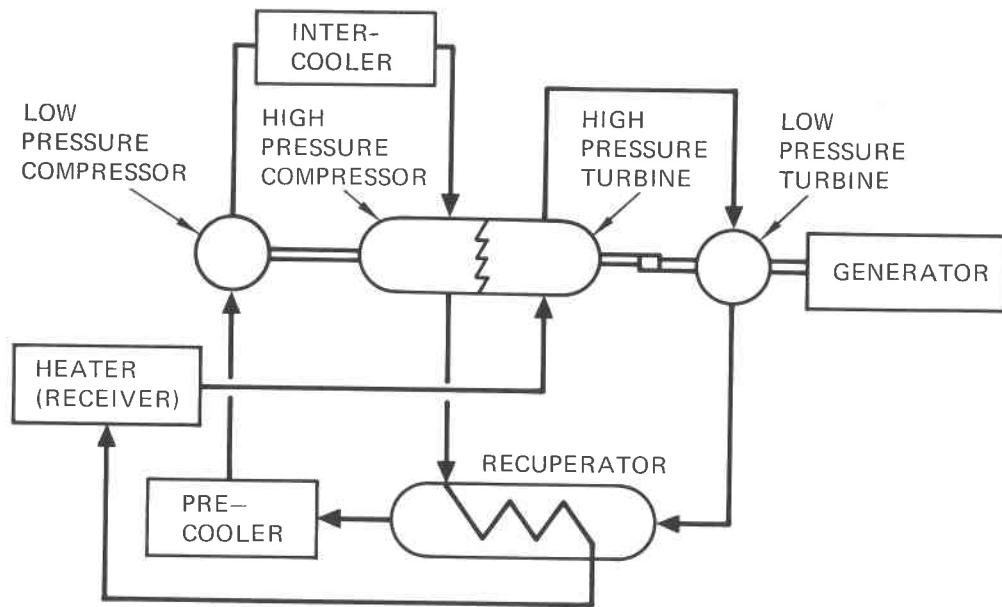 INTER-
COOLER
LOW
PRESSURE
COMPRESSOR
HIGH
PRESSURE
COMPRESSOR
HIGH
PRESSURE
TURBINE
LOW
PRESSURE
TURBINE
GENERATOR
HEATER
(RECEIVER)
RECUPERATOR
PRE–
COOLER